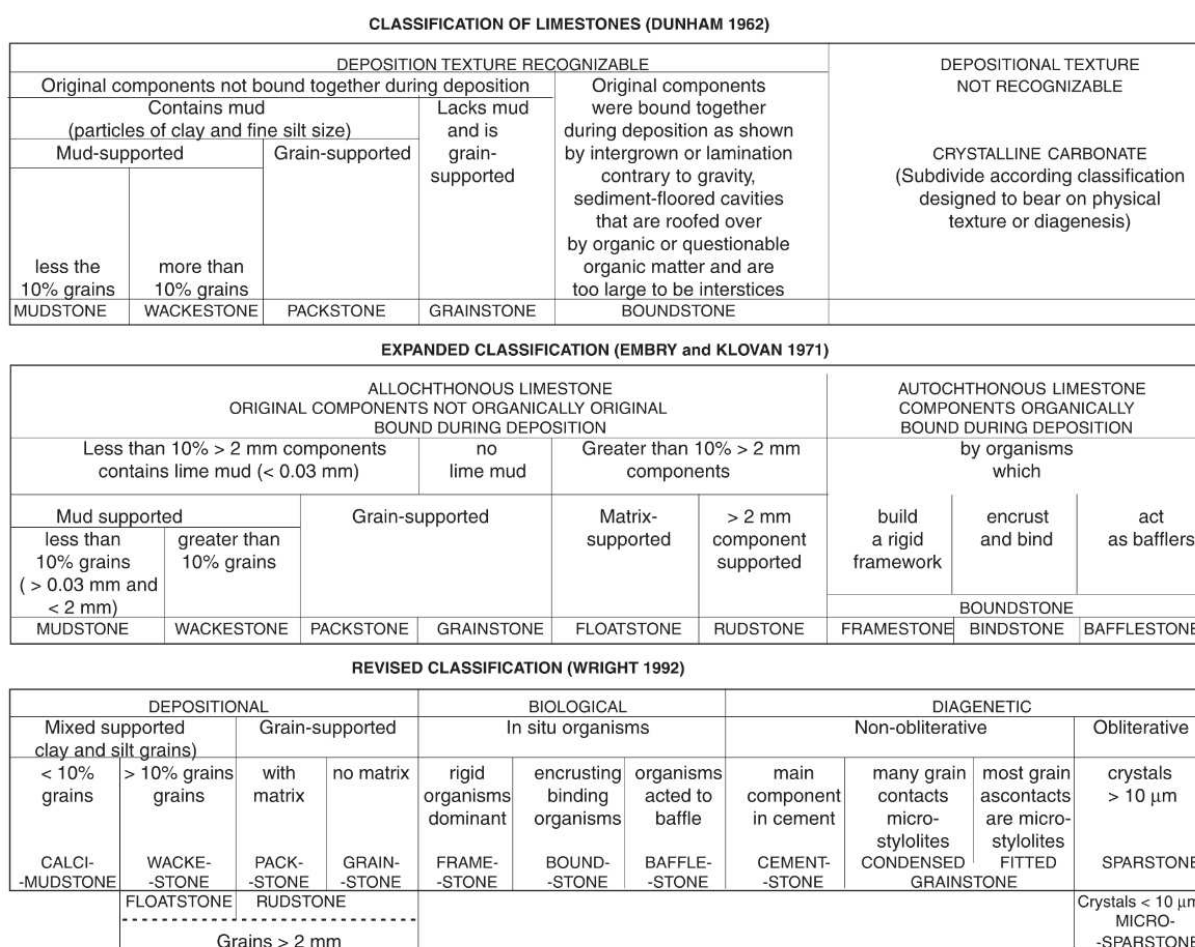 CLASSIFICATION OF LIMESTONES (DUNHAM 1962)
DEPOSITION TEXTURE RECOGNIZABLE
Original components not bound together during deposition
Contains mud
(particles of clay and fine silt size)
Mud-supported
less the
10% grains
MUDSTONE
more than
10% grains
WACKESTONE
Grain-supported
PACKSTONE
Lacks mud
and is
grain-
supported
GRAINSTONE
Original components
were bound together
during deposition as shown
by intergrown or lamination
contrary to gravity,
sediment-floored cavities
that are roofed over
by organic or questionable
organic matter and are
too large to be interstices
BOUNDSTONE
DEPOSITIONAL TEXTURE
NOT RECOGNIZABLE
CRYSTALLINE CARBONATE
(Subdivide according classification
designed to bear on physical
texture or diagenesis)
EXPANDED CLASSIFICATION (EMBRY and KLOVAN 1971)
ALLOCHTHONOUS LIMESTONE
ORIGINAL COMPONENTS NOT ORGANICALLY ORIGINAL
BOUND DURING DEPOSITION
Less than 10% > 2 mm components
contains lime mud (< 0.03 mm)
no
lime mud
Greater than 10% > 2 mm
components
Mud supported
less than
10% grains
( > 0.03 mm and
< 2 mm)
MUDSTONE
greater than
10% grains
WACKESTONE
Grain-supported
PACKSTONE
GRAINSTONE
Matrix-
supported
FLOATSTONE
> 2 mm
component
supported
RUDSTONE
AUTOCHTHONOUS LIMESTONE
COMPONENTS ORGANICALLY
BOUND DURING DEPOSITION
by organisms
which
build
a rigid
framework
encrust
and bind
act
as bafflers
BOUNDSTONE
FRAMESTONE
BINDSTONE
BAFFLESTONE
REVISED CLASSIFICATION (WRIGHT 1992)
DEPOSITIONAL
Mixed supported
clay and silt grains)
< 10%
grains
CALCI-
-MUDSTONE
> 10% grains
grains
WACKE-
-STONE
Grain-supported
with
matrix
PACK-
-STONE
no matrix
GRAIN-
-STONE
FLOATSTONE
RUDSTONE
Grains > 2 mm
BIOLOGICAL
In situ organisms
rigid
organisms
dominant
FRAME-
-STONE
encrusting
binding
organisms
BOUND-
-STONE
organisms
acted to
baffle
BAFFLE-
-STONE
DIAGENETIC
Non-obliterative
main
component
in cement
CEMENT-
-STONE
many grain
contacts
micro-
stylolites
CONDENSED
most grain
ascontacts
are micro-
stylolites
FITTED
GRAINSTONE
Obliterative
crystals
> 10 µm
SPARSTONE
Crystals < 10 µm
MICRO-
-SPARSTONE